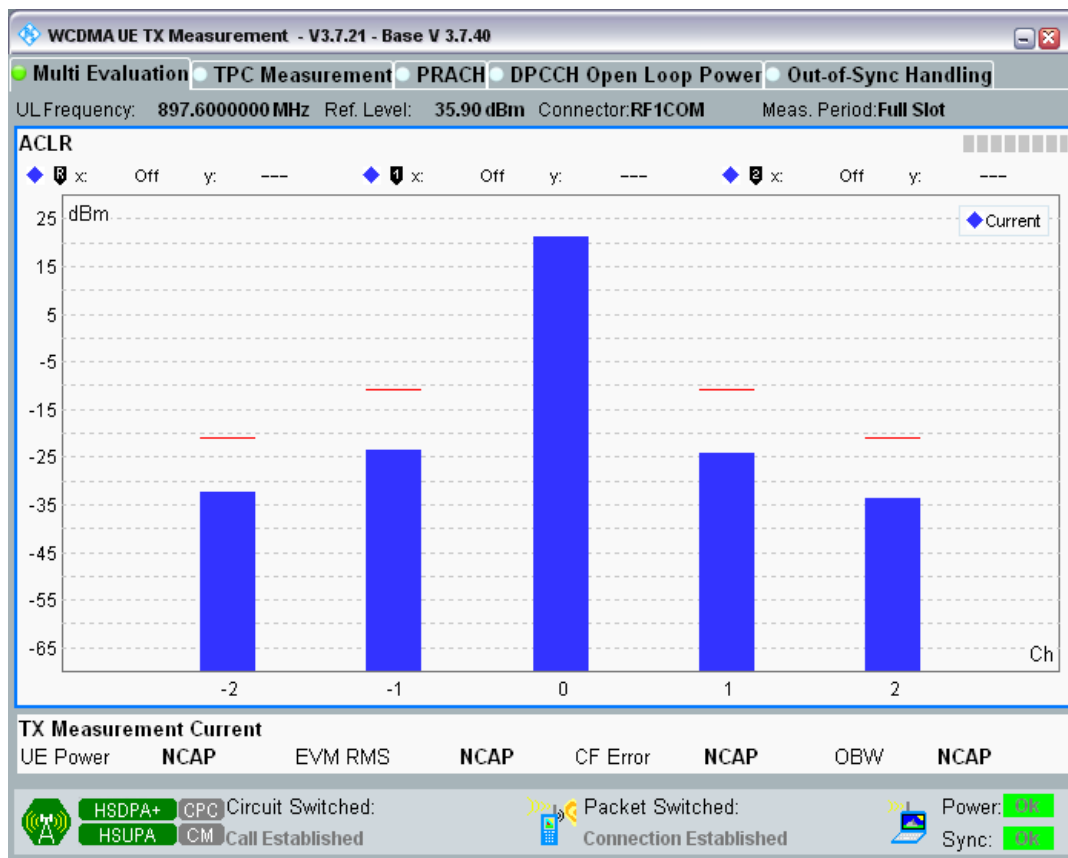 WCDMA UE TX Measurement - V3.7.21 - Base V 3.7.40
Multi Evaluation TPC Measurement PRACH DPCCH Open Loop Power Out-of-Sync Handling
UL Frequency: 897.6000000 MHz Ref. Level: 35.90 dBm Connector:RF1COM Meas. Period:Full Slot
ACLR
R x: Off y: --- 1 x: Off y: --- 2 x: Off y: ---
dBm
Current
25
15
5
-5
-15
-25
-35
-45
-55
-65
Ch
-2 -1 0 1 2
TX Measurement Current
UE Power NCAP EVM RMS NCAP CF Error NCAP OBW NCAP
HSDPA+ CPC Circuit Switched: Packet Switched: Power: OK
HSUPA CM Call Established Connection Established Sync: OK